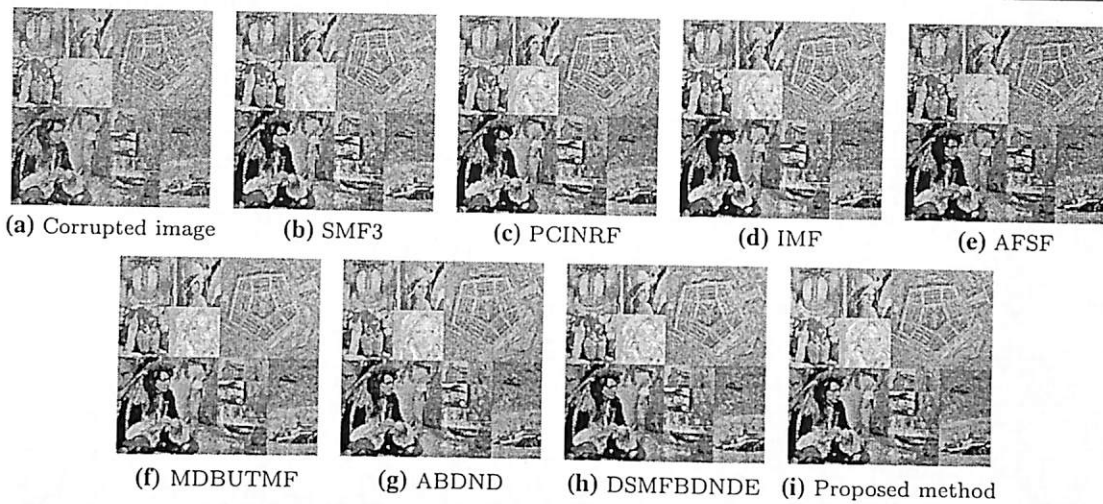 (a) Corrupted image
(b) SMF3
(c) PCINRF
(d) IMF
(e) AFSF
(f) MDBUTMF
(g) ABDND
(h) DSMFBDNDE
(i) Proposed method